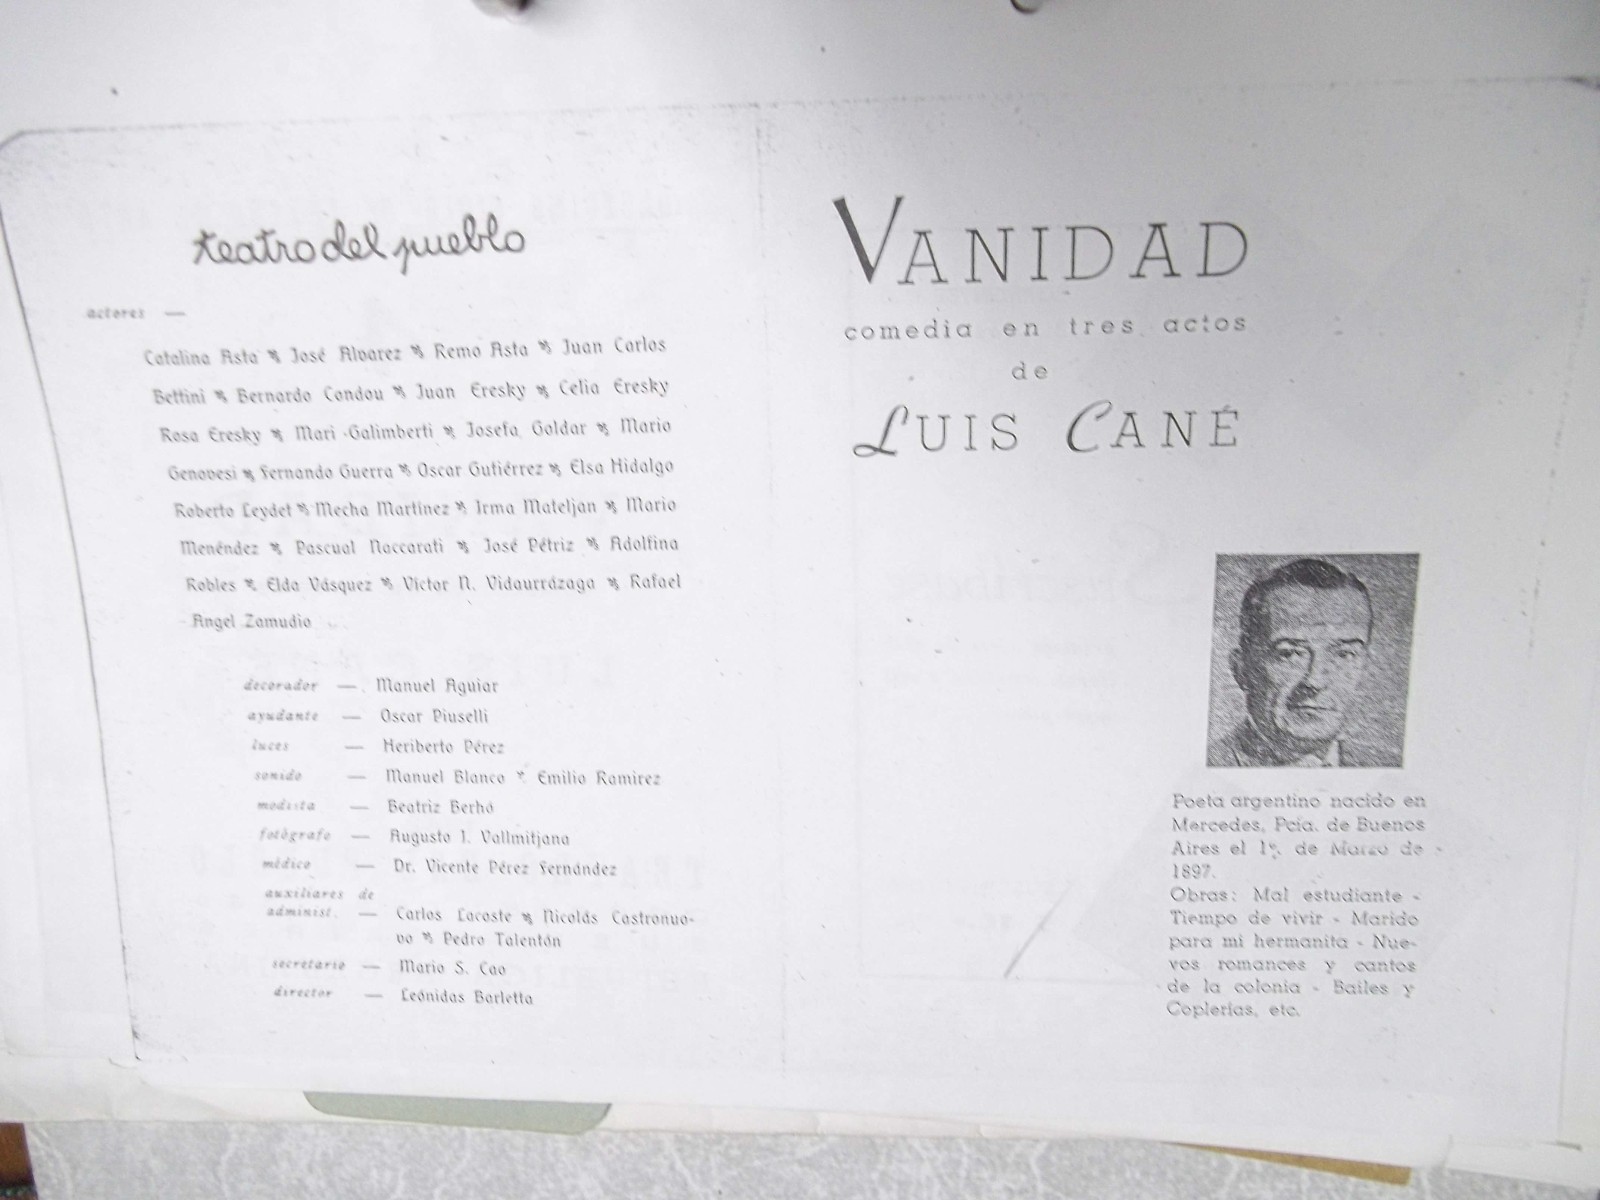 teatro del pueblo
actores —
Catalina Asta * José Alvarez * Remo Asta * Juan Carlos
Bettini * Bernardo Condou * Juan Eresky * Celia Eresky
Rosa Eresky * Mari Galimberti * Josefa Goldar * Mario
Genovesi * Fernando Guerra * Oscar Gutiérrez * Elsa Hidalgo
Roberto Leydet * Mecha Martínez * Irma Mateljan * Mario
Menéndez * Pascual Naccarati * José Pétriz * Adolfina
Robles * Elda Vásquez * Víctor N. Vidaurrázaga * Rafael
Angel Zamudio
decorador — Manuel Aguiar
ayudante — Oscar Piuselli
luces — Heriberto Pérez
sonido — Manuel Blanco * Emilio Ramírez
modista — Beatriz Berhó
fotógrafo — Augusto I. Vallmitjana
médico — Dr. Vicente Pérez Fernández
auxiliares de
administ. — Carlos Lacoste * Nicolás Castronuo-
vo * Pedro Talentón
secretario — Mario S. Cao
director — Leónidas Barletta
VANIDAD
comedia en tres actos
de
LUIS CANÉ
Poeta argentino nacido en
Mercedes, Pcia. de Buenos
Aires el 1º. de Marzo de
1897.
Obras: Mal estudiante -
Tiempo de vivir - Marido
para mi hermanita - Nue-
vos romances y cantos
de la colonia - Bailes y
Coplerías, etc.